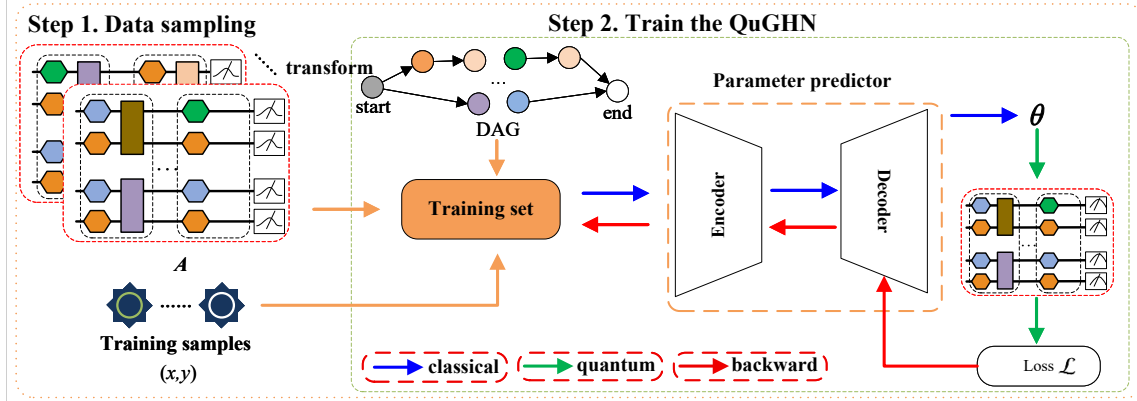 Step 1. Data sampling
Step 2. Train the QuGHN
transform
start
end
DAG
Parameter predictor
θ
Training set
Encoder
Decoder
A
Training samples
(x,y)
classical
quantum
backward
Loss ℒ